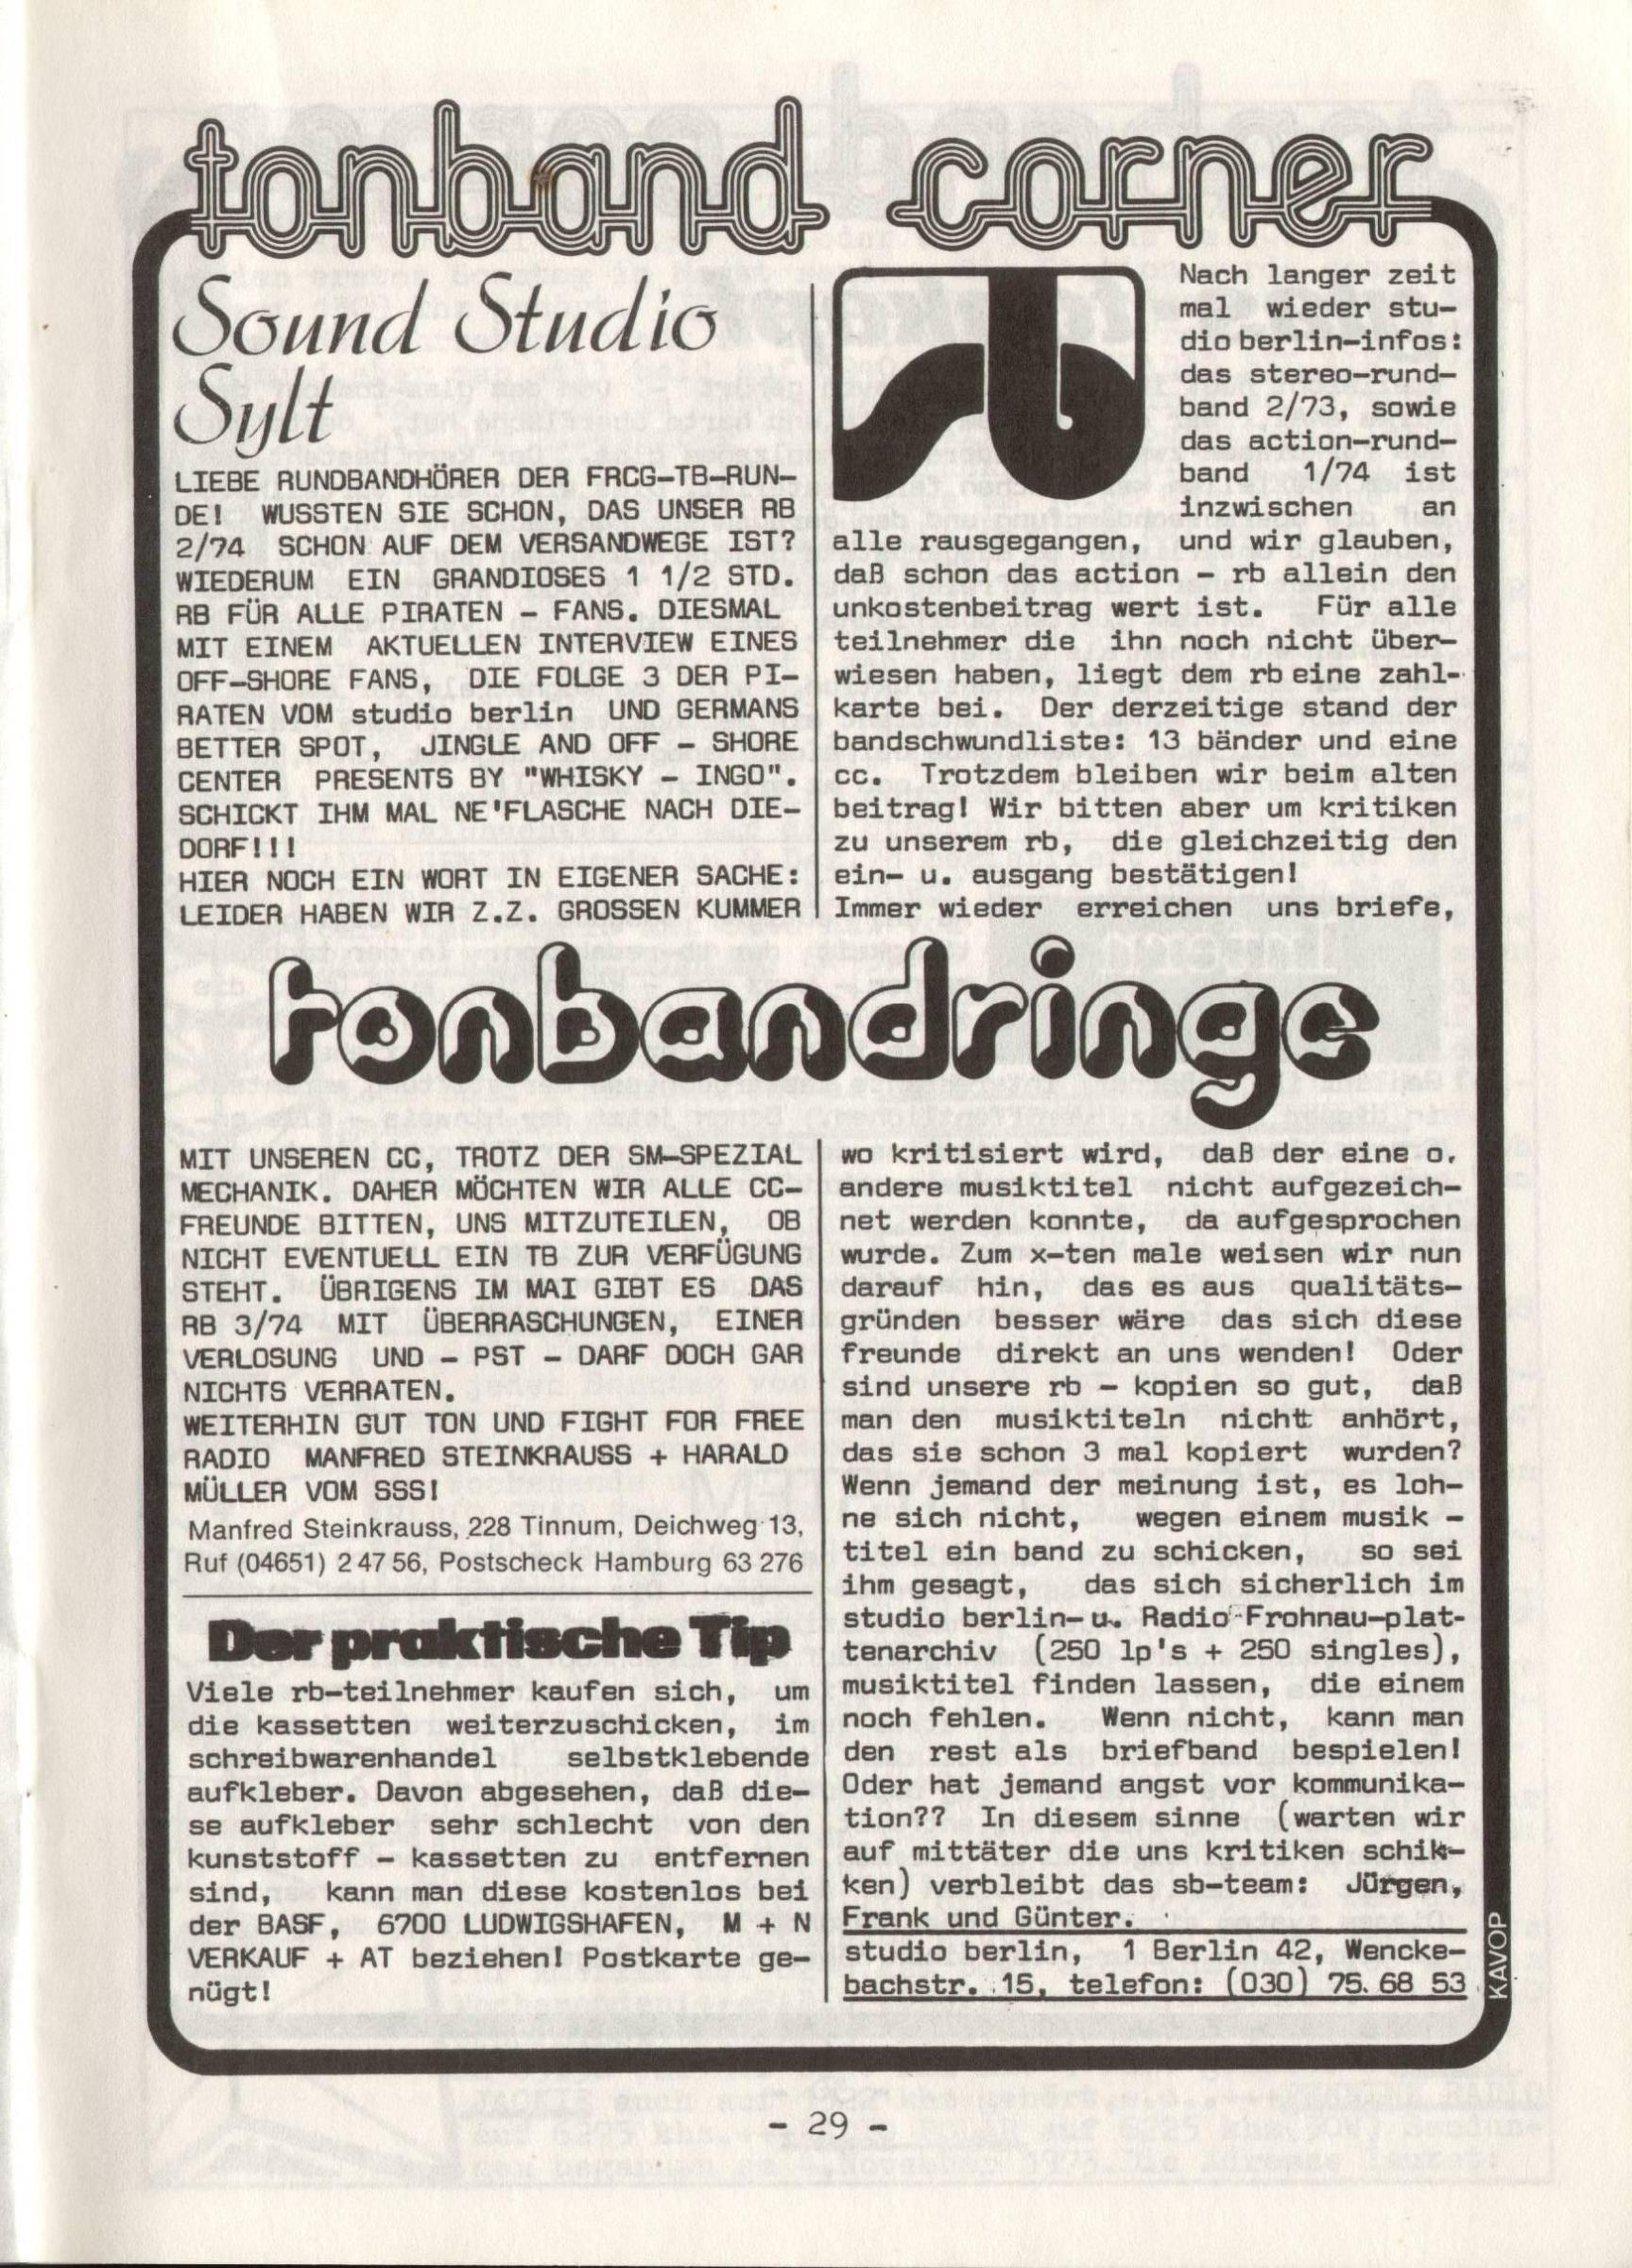 tonband corner
Sound Studio
Sylt
LIEBE RUNDBANDHÖRER DER FRCG-TB-RUN-
DE! WUSSTEN SIE SCHON, DAS UNSER RB
2/74 SCHON AUF DEM VERSANDWEGE IST?
WIEDERUM EIN GRANDIOSES 1 1/2 STD.
RB FÜR ALLE PIRATEN - FANS. DIESMAL
MIT EINEM AKTUELLEN INTERVIEW EINES
OFF-SHORE FANS, DIE FOLGE 3 DER PI-
RATEN VOM studio berlin UND GERMANS
BETTER SPOT, JINGLE AND OFF - SHORE
CENTER PRESENTS BY "WHISKY - INGO".
SCHICKT IHM MAL NE'FLASCHE NACH DIE-
DORF!!!
HIER NOCH EIN WORT IN EIGENER SACHE:
LEIDER HABEN WIR Z.Z. GROSSEN KUMMER
sb
Nach langer zeit
mal wieder stu-
dio berlin-infos:
das stereo-rund-
band 2/73, sowie
das action-rund-
band 1/74 ist
inzwischen an
alle rausgegangen, und wir glauben,
daß schon das action - rb allein den
unkostenbeitrag wert ist. Für alle
teilnehmer die ihn noch nicht über-
wiesen haben, liegt dem rb eine zahl-
karte bei. Der derzeitige stand der
bandschwundliste: 13 bänder und eine
cc. Trotzdem bleiben wir beim alten
beitrag! Wir bitten aber um kritiken
zu unserem rb, die gleichzeitig den
ein- u. ausgang bestätigen!
Immer wieder erreichen uns briefe,
tonbandringe
MIT UNSEREN CC, TROTZ DER SM-SPEZIAL
MECHANIK. DAHER MÖCHTEN WIR ALLE CC-
FREUNDE BITTEN, UNS MITZUTEILEN, OB
NICHT EVENTUELL EIN TB ZUR VERFÜGUNG
STEHT. ÜBRIGENS IM MAI GIBT ES DAS
RB 3/74 MIT ÜBERRASCHUNGEN, EINER
VERLOSUNG UND - PST - DARF DOCH GAR
NICHTS VERRATEN.
WEITERHIN GUT TON UND FIGHT FOR FREE
RADIO MANFRED STEINKRAUSS + HARALD
MÜLLER VOM SSS!
Manfred Steinkrauss, 228 Tinnum, Deichweg 13,
Ruf (04651) 2 47 56, Postscheck Hamburg 63 276
Der praktische Tip
Viele rb-teilnehmer kaufen sich, um
die kassetten weiterzuschicken, im
schreibwarenhandel selbstklebende
aufkleber. Davon abgesehen, daß die-
se aufkleber sehr schlecht von den
kunststoff - kassetten zu entfernen
sind, kann man diese kostenlos bei
der BASF, 6700 LUDWIGSHAFEN, M + N
VERKAUF + AT beziehen! Postkarte ge-
nügt!
wo kritisiert wird, daß der eine o.
andere musiktitel nicht aufgezeich-
net werden konnte, da aufgesprochen
wurde. Zum x-ten male weisen wir nun
darauf hin, das es aus qualitäts-
gründen besser wäre das sich diese
freunde direkt an uns wenden! Oder
sind unsere rb - kopien so gut, daß
man den musiktiteln nicht anhört,
das sie schon 3 mal kopiert wurden?
Wenn jemand der meinung ist, es loh-
ne sich nicht, wegen einem musik -
titel ein band zu schicken, so sei
ihm gesagt, das sich sicherlich im
studio berlin- u. Radio-Frohnau-plat-
tenarchiv (250 lp's + 250 singles),
musiktitel finden lassen, die einem
noch fehlen. Wenn nicht, kann man
den rest als briefband bespielen!
Oder hat jemand angst vor kommunika-
tion?? In diesem sinne (warten wir
auf mittäter die uns kritiken schik-
ken) verbleibt das sb-team: Jürgen,
Frank und Günter.
studio berlin, 1 Berlin 42, Wencke-
bachstr. 15, telefon: (030) 75 68 53
KAVOP
- 29 -